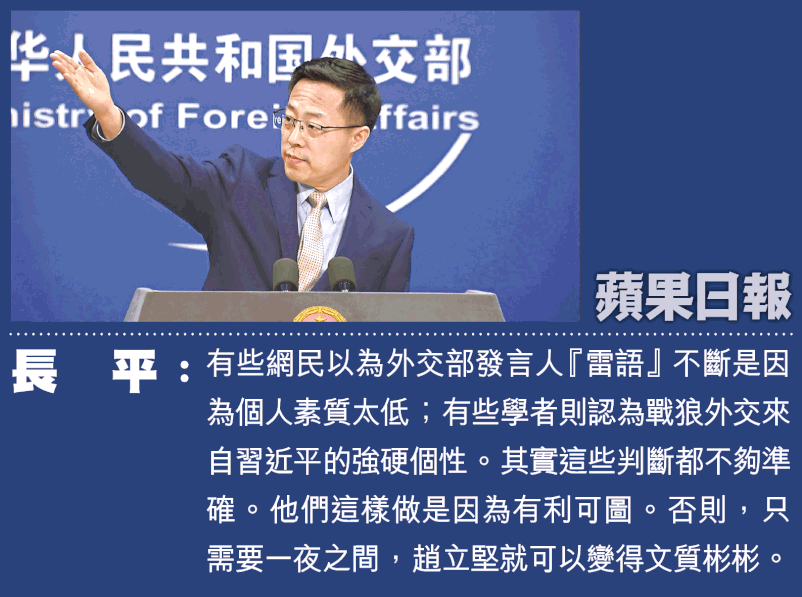 华人民共和国外交部
nistry of Forei ffairs
蘋果日報
長　平：有些網民以為外交部發言人『雷語』不斷是因
為個人素質太低；有些學者則認為戰狼外交來
自習近平的強硬個性。其實這些判斷都不夠準
確。他們這樣做是因為有利可圖。否則，只
需要一夜之間，趙立堅就可以變得文質彬彬。